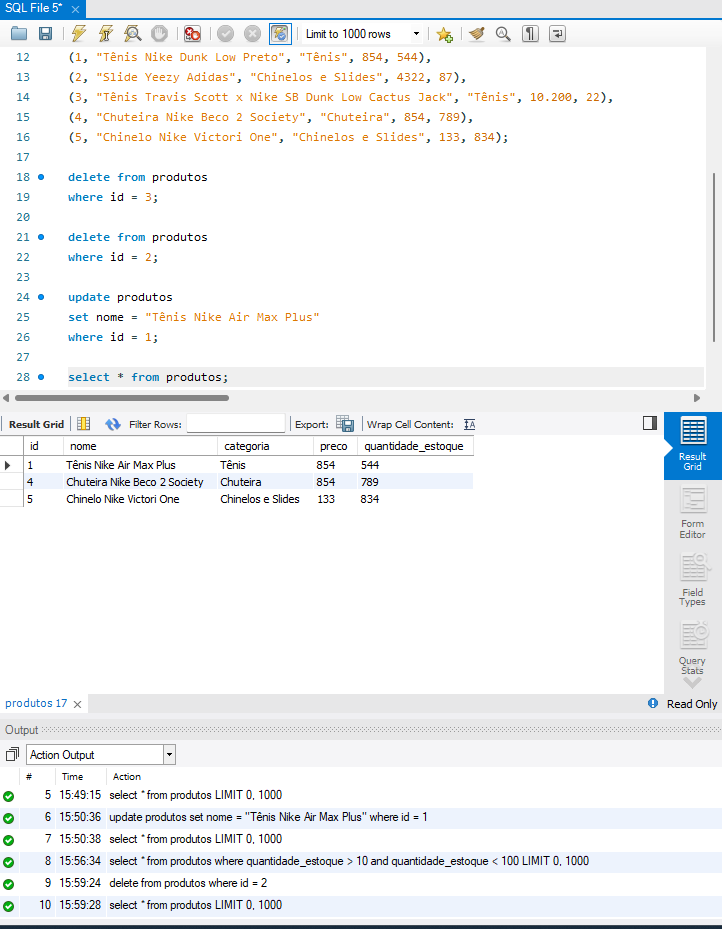 SQL File 5*
Limit to 1000 rows
12 (1, "Tênis Nike Dunk Low Preto", "Tênis", 854, 544),
13 (2, "Slide Yeezy Adidas", "Chinelos e Slides", 4322, 87),
14 (3, "Tênis Travis Scott x Nike SB Dunk Low Cactus Jack", "Tênis", 10.200, 22),
15 (4, "Chuteira Nike Beco 2 Society", "Chuteira", 854, 789),
16 (5, "Chinelo Nike Victori One", "Chinelos e Slides", 133, 834);
17
18 delete from produtos
19 where id = 3;
20
21 delete from produtos
22 where id = 2;
23
24 update produtos
25 set nome = "Tênis Nike Air Max Plus"
26 where id = 1;
27
28 select * from produtos;
Result Grid Filter Rows: Export: Wrap Cell Content:
id nome categoria preco quantidade_estoque
1 Tênis Nike Air Max Plus Tênis 854 544
4 Chuteira Nike Beco 2 Society Chuteira 854 789
5 Chinelo Nike Victori One Chinelos e Slides 133 834
Result
Grid
Form
Editor
Field
Types
Query
Stats
produtos 17
Read Only
Output
Action Output
# Time Action
5 15:49:15 select * from produtos LIMIT 0, 1000
6 15:50:36 update produtos set nome = "Tênis Nike Air Max Plus" where id = 1
7 15:50:38 select * from produtos LIMIT 0, 1000
8 15:56:34 select * from produtos where quantidade_estoque > 10 and quantidade_estoque < 100 LIMIT 0, 1000
9 15:59:24 delete from produtos where id = 2
10 15:59:28 select * from produtos LIMIT 0, 1000